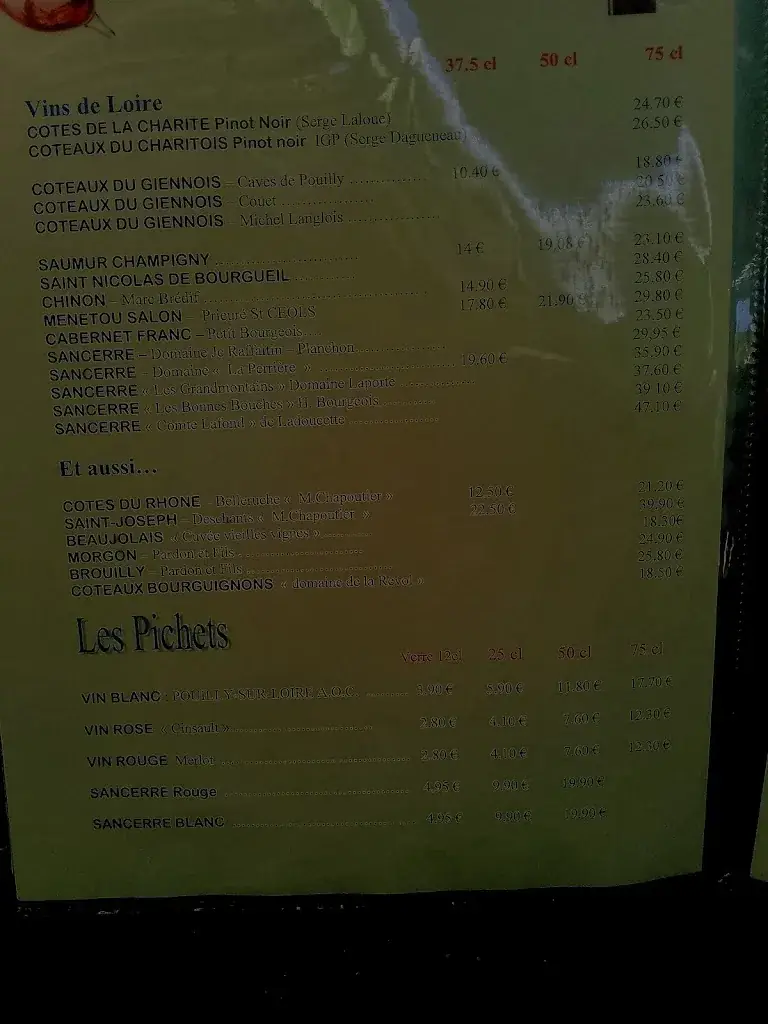 37,5 cl 50 cl 75 cl
Vins de Loire
COTES DE LA CHARITE Pinot Noir (Serge Laloue) 24.70 €
COTEAUX DU CHARITOIS Pinot noir IGP (Serge Dagueneau) 26.50 €
COTEAUX DU GIENNOIS – Caves de Pouilly .................. 10.40 € 18.80 €
COTEAUX DU GIENNOIS – Couet ..................... 20.50 €
COTEAUX DU GIENNOIS – Michel Langlois ..................... 23.60 €
SAUMUR CHAMPIGNY ............................... 14 € 19.08 € 23.10 €
SAINT NICOLAS DE BOURGUEIL .............. 28.40 €
CHINON – Marc Brédif ................................... 14.90 € 25.80 €
MENETOU SALON – Prieuré St CEOLS 17.80 € 21.90 € 29.80 €
CABERNET FRANC – Petit Bourgeois .... 23.50 €
SANCERRE – Domaine Jc Raffaitin – Planchon .................... 29,95 €
SANCERRE – Domaine « La Perrière » .............................. 19.60 € 35.90 €
SANCERRE « Les Grandmontains » Domaine Laporte ................ 37.60 €
SANCERRE « Les Bonnes Bouches » H. Bourgeois .............. 39.10 €
SANCERRE « Comte Lafond » de Ladoucette .................... 47.10 €
Et aussi…
COTES DU RHONE – Belleruche « M.Chapoutier » 12.50 € 21.20 €
SAINT-JOSEPH – Deschants « M.Chapoutier » 22.50 € 39.90 €
BEAUJOLAIS « Cuvée vieilles vignes » .......... 18.30€
MORGON – Pardon et Fils .......................... 24.90 €
BROUILLY – Pardon et Fils ................................ 25.80 €
COTEAUX BOURGUIGNONS « domaine de la » 18.50 €
Les Pichets
Verre 12cl 25 cl 50 cl 75 cl
VIN BLANC : POUILLY-SUR-LOIRE A.O.C. .......... 3.90 € 5.90 € 11.80 € 17.70 €
VIN ROSE « Cinsault » ............................... 2.80 € 4.10 € 7.60 € 12.30 €
VIN ROUGE Merlot ........................................ 2.80 € 4.10 € 7.60 € 12.30 €
SANCERRE Rouge ........................................ 4.95 € 9.90 € 19.90 €
SANCERRE BLANC ........................................ 4.95 € 9.90 € 19.90 €